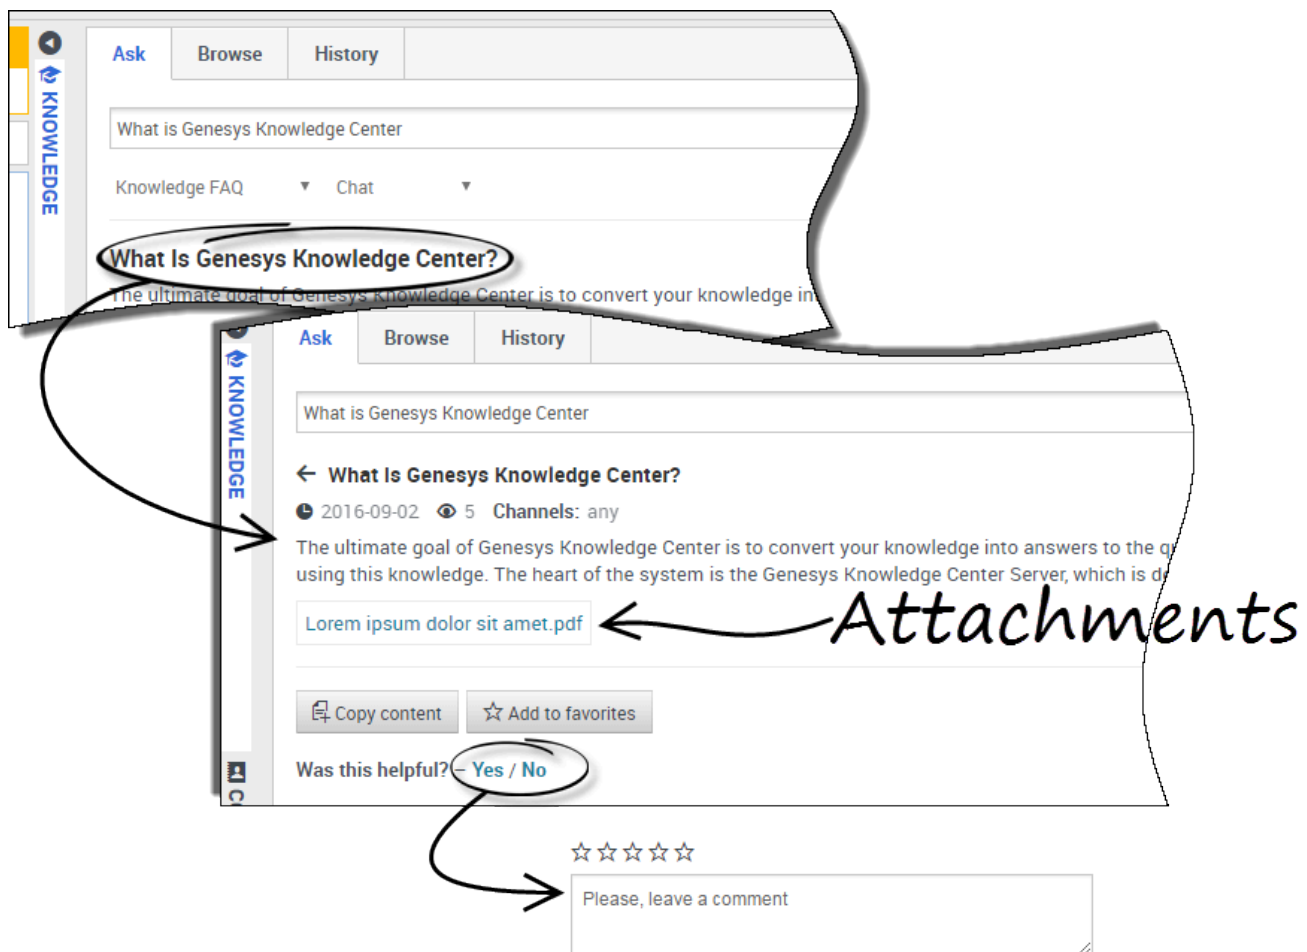 KNOWLEDGE
Ask Browse History
What is Genesys Knowledge Center
Knowledge FAQ Chat
What Is Genesys Knowledge Center?
The ultimate goal of Genesys Knowledge Center is to convert your knowledge in
KNOWLEDGE
Ask Browse History
What is Genesys Knowledge Center
What Is Genesys Knowledge Center?
2016-09-02 5 Channels: any
The ultimate goal of Genesys Knowledge Center is to convert your knowledge into answers to the
using this knowledge. The heart of the system is the Genesys Knowledge Center Server, which is
Lorem ipsum dolor sit amet.pdf
Attachments
Copy content Add to favorites
Was this helpful? – Yes / No
Please, leave a comment